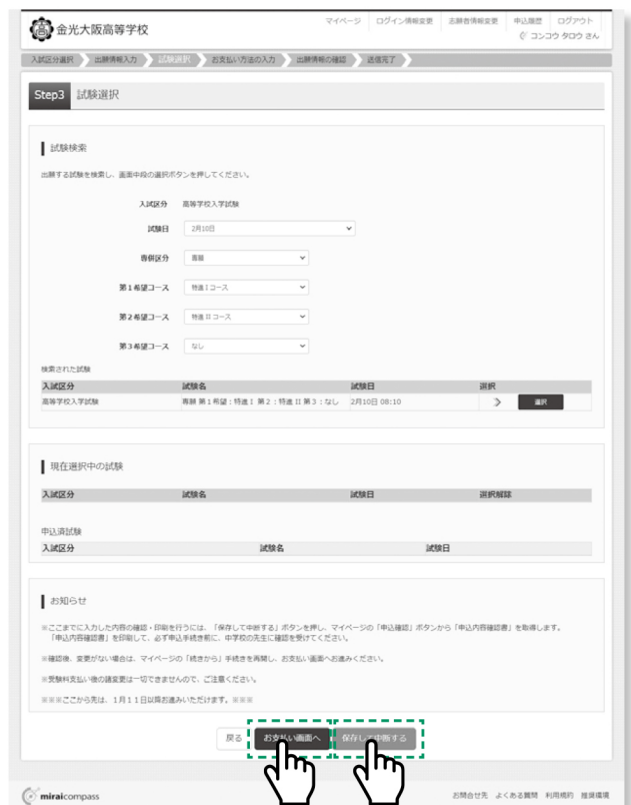 金光大阪高等学校
マイページ ログイン情報変更 志願者情報変更 申込履歴 ログアウト
コンコウ タロウ さん
入試区分選択 出願情報入力 試験選択 お支払い方法の入力 出願情報の確認 送信完了
Step3 試験選択
試験検索
出願する試験を検索し、画面中段の選択ボタンを押してください。
入試区分 高等学校入学試験
試験日 2月10日
専併区分 専願
第1希望コース 特進Iコース
第2希望コース 特進IIコース
第3希望コース なし
検索された試験
入試区分 試験名 試験日 選択
高等学校入学試験 専願 第1希望:特進I 第2:特進II 第3:なし 2月10日 08:10 選択
現在選択中の試験
入試区分 試験名 試験日 選択解除
申込済試験
入試区分 試験名 試験日
お知らせ
※ここまでに入力した内容の確認・印刷を行うには、「保存して中断する」ボタンを押し、マイページの「申込確認」ボタンから「申込内容確認書」を取得します。
「申込内容確認書」を印刷して、必ず申込手続き前に、中学校の先生に確認を受けてください。
※確認後、変更がない場合は、マイページの「続きから」手続きを再開し、お支払い画面へお進みください。
※受験料支払い後の諸変更は一切できませんので、ご注意ください。
※※※ここから先は、1月11日以降お進みいただけます。※※※
戻る お支払い画面へ 保存して中断する
miraicompass
お問合せ先 よくある質問 利用規約 推奨環境